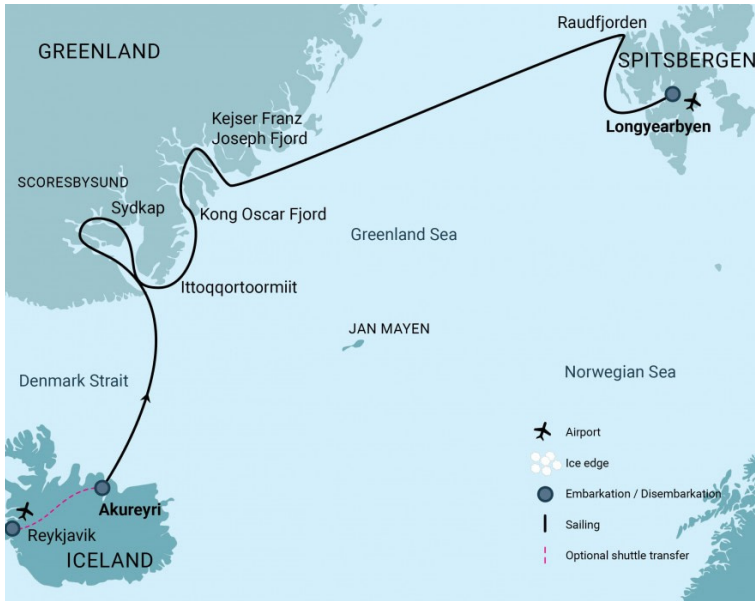 Raudfjorden
GREENLAND
SPITSBERGEN
Kejser Franz
Joseph Fjord
Longyearbyen
SCORESBYSUND
Sydkap
Kong Oscar Fjord
Greenland Sea
Ittoqqortoormiit
JAN MAYEN
Denmark Strait
Norwegian Sea
Airport
Ice edge
Akureyri
Embarkation / Disembarkation
Reykjavik
Sailing
ICELAND
Optional shuttle transfer